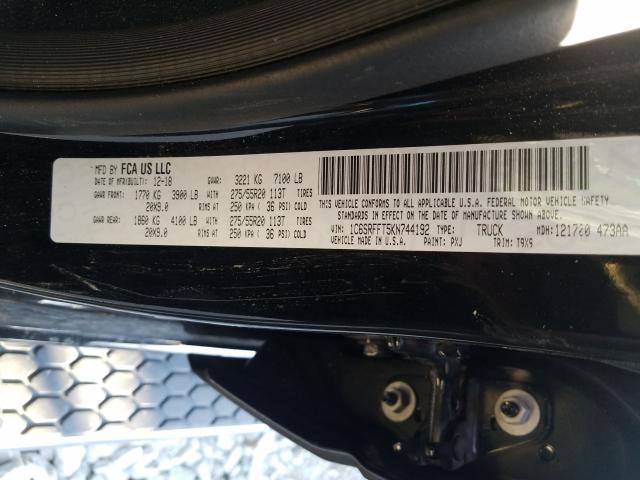 MFD BY FCA US LLC
DATE OF MFR(BUILT): 12-18 GVWR: 3221 KG 7100 LB
GAWR FRONT: 1770 KG 3900 LB WITH 275/55R20 113T TIRES
20X9.0 RIMS AT 250 KPA ( 36 PSI) COLD
GAWR REAR: 1860 KG 4100 LB WITH 275/55R20 113T TIRES
20X9.0 RIMS AT 250 KPA ( 36 PSI) COLD
THIS VEHICLE CONFORMS TO ALL APPLICABLE U.S.A. FEDERAL MOTOR VEHICLE SAFETY
STANDARDS IN EFFECT ON THE DATE OF MANUFACTURE SHOWN ABOVE.
VIN: 1C6SRFFT5KN744192 TYPE: TRUCK MDH: 473AA
VEHICLE MADE IN U.S.A. PAINT: PXJ TRIM: T9X9